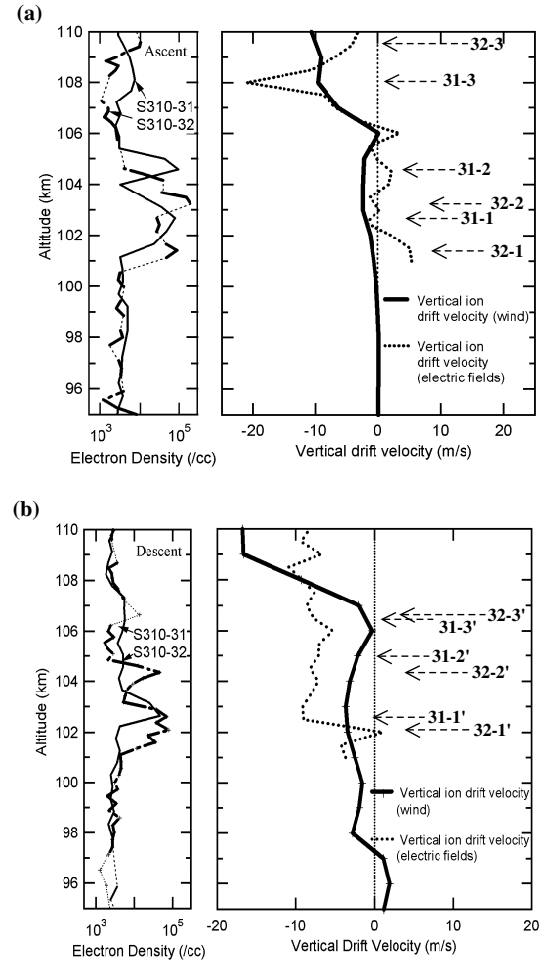 (a)
110
108
106
104
102
100
98
96
Altitude (km)
Ascent
S310-31
S310-32
10³ 10⁵
Electron Density (/cc)
32-3
31-3
31-2
32-2
31-1
32-1
Vertical ion
drift velocity (wind)
Vertical ion
drift velocity
(electric fields)
-20 -10 0 10 20
Vertical drift velocity (m/s)
(b)
110
108
106
104
102
100
98
96
Altitude (km)
Descent
S310-31
S310-32
10³ 10⁵
Electron Density (/cc)
32-3'
31-3'
31-2'
32-2'
31-1'
32-1'
Vertical ion drift velocity
(wind)
Vertical ion drift velocity
(electric fields)
-20 -10 0 10 20
Vertical Drift Velocity (m/s)